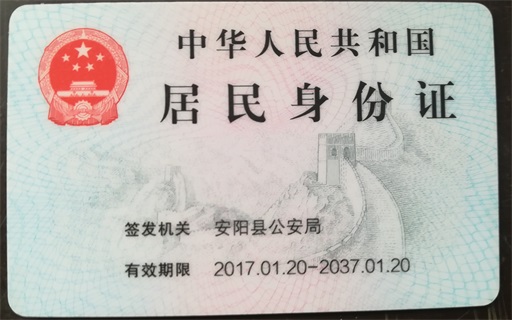 中华人民共和国
居民身份证
签发机关 安阳县公安局
有效期限 2017.01.20-2037.01.20